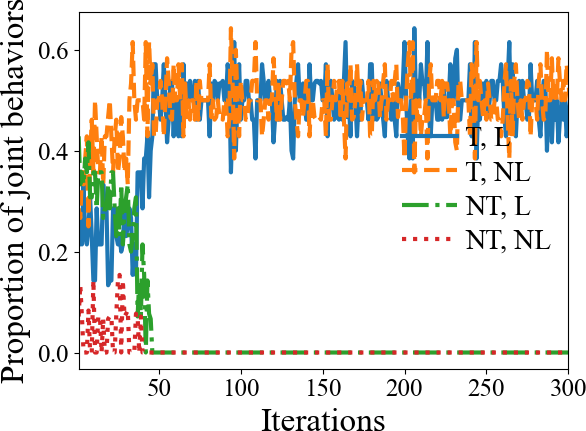 Proportion of joint behaviors
0.6
0.4
0.2
0.0
T, L
T, NL
NT, L
NT, NL
50
100
150
200
250
300
Iterations